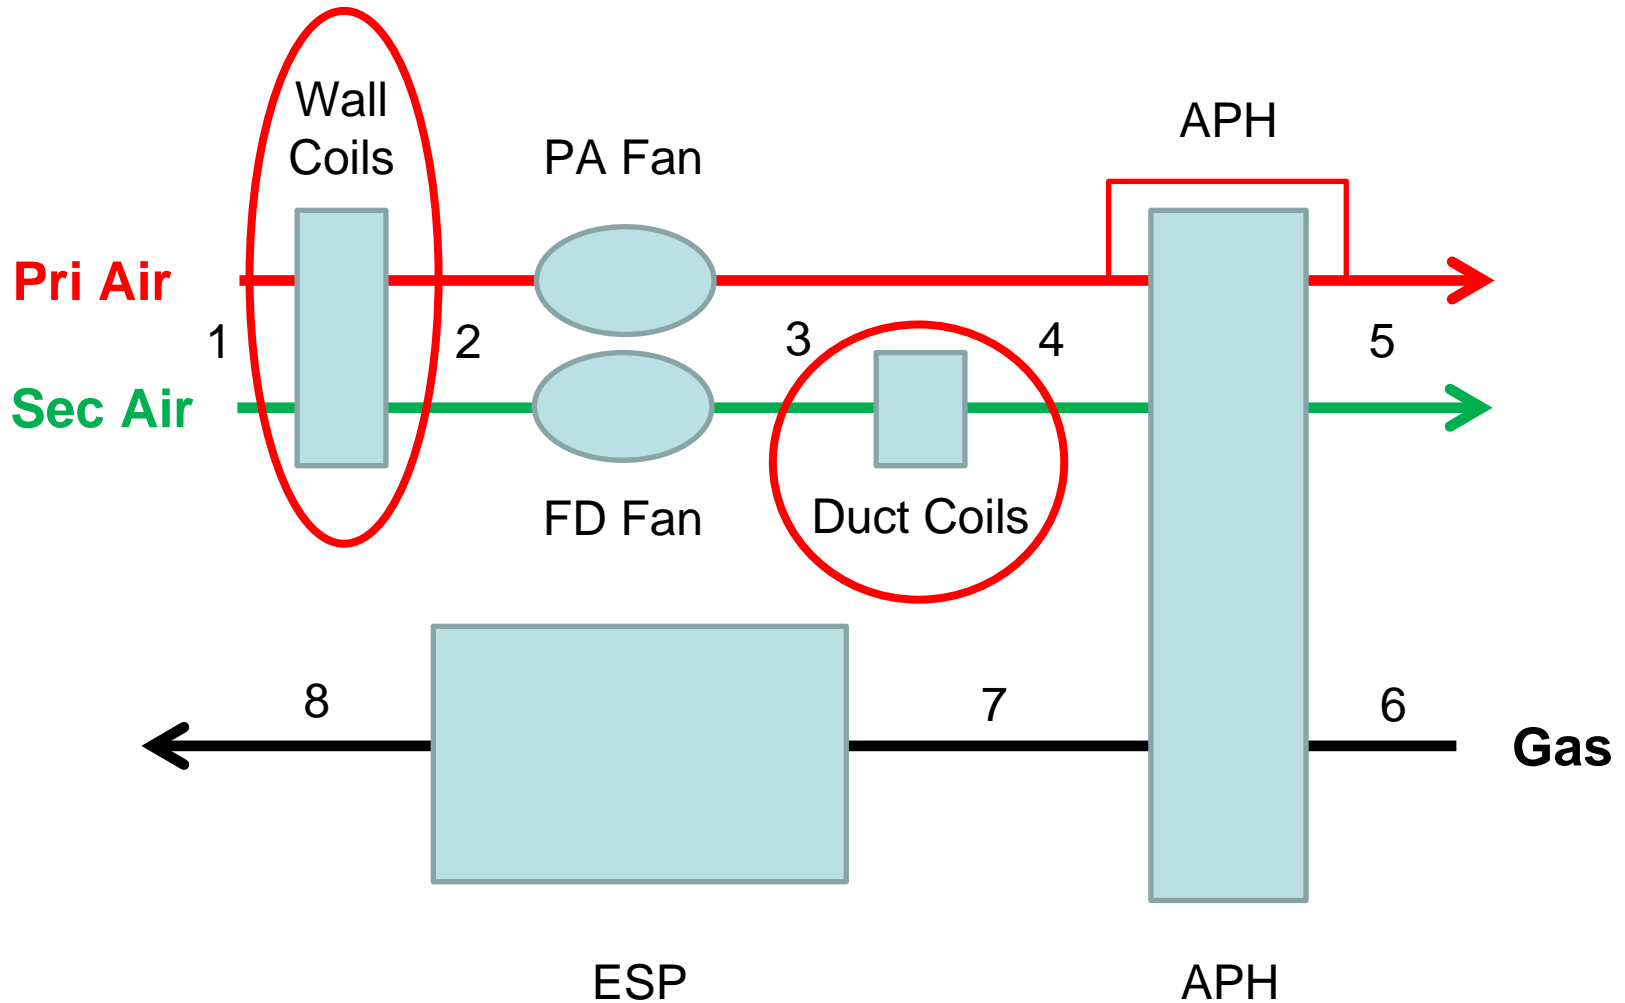 Wall
Coils
PA Fan
APH
Pri Air
1
2
3
4
5
Sec Air
FD Fan
Duct Coils
8
7
6
Gas
ESP
APH